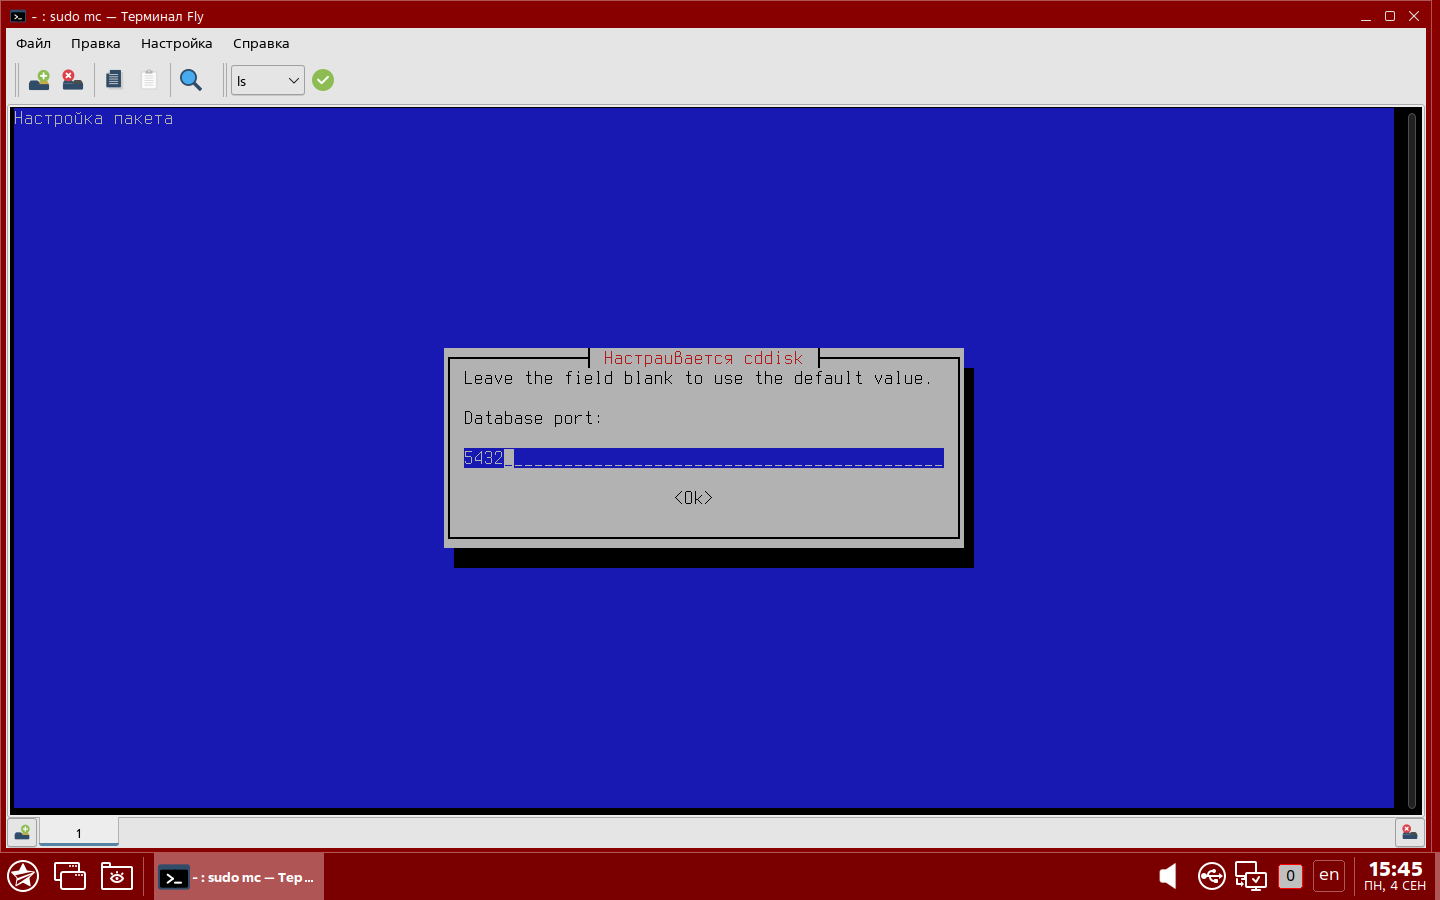 - : sudo mc — Терминал Fly
Файл Правка Настройка Справка
ls
Настройка пакета
Настраивается cddisk
Leave the field blank to use the default value.
Database port:
5432
<Ok>
1
- : sudo mc — Тер...
0
en
15:45
ПН, 4 СЕН